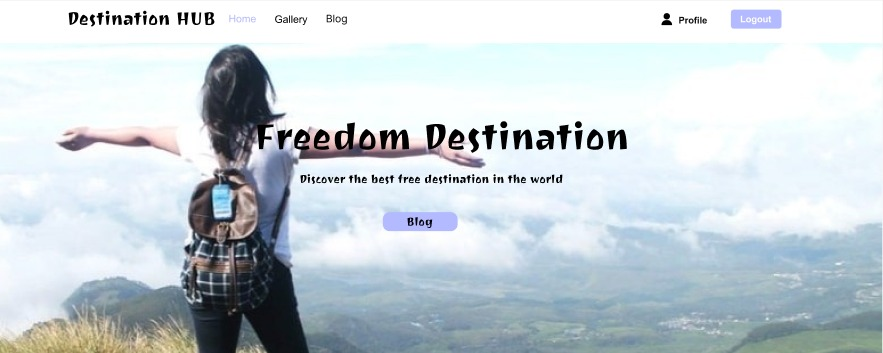 Destination HUB Home Gallery Blog Profile Logout
Freedom Destination
Discover the best free destination in the world
Blog